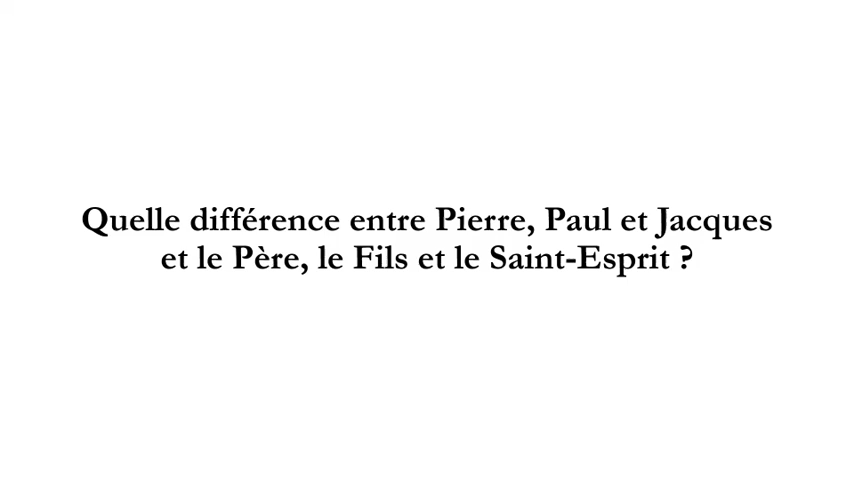 Quelle différence entre Pierre, Paul et Jacques
et le Père, le Fils et le Saint-Esprit ?